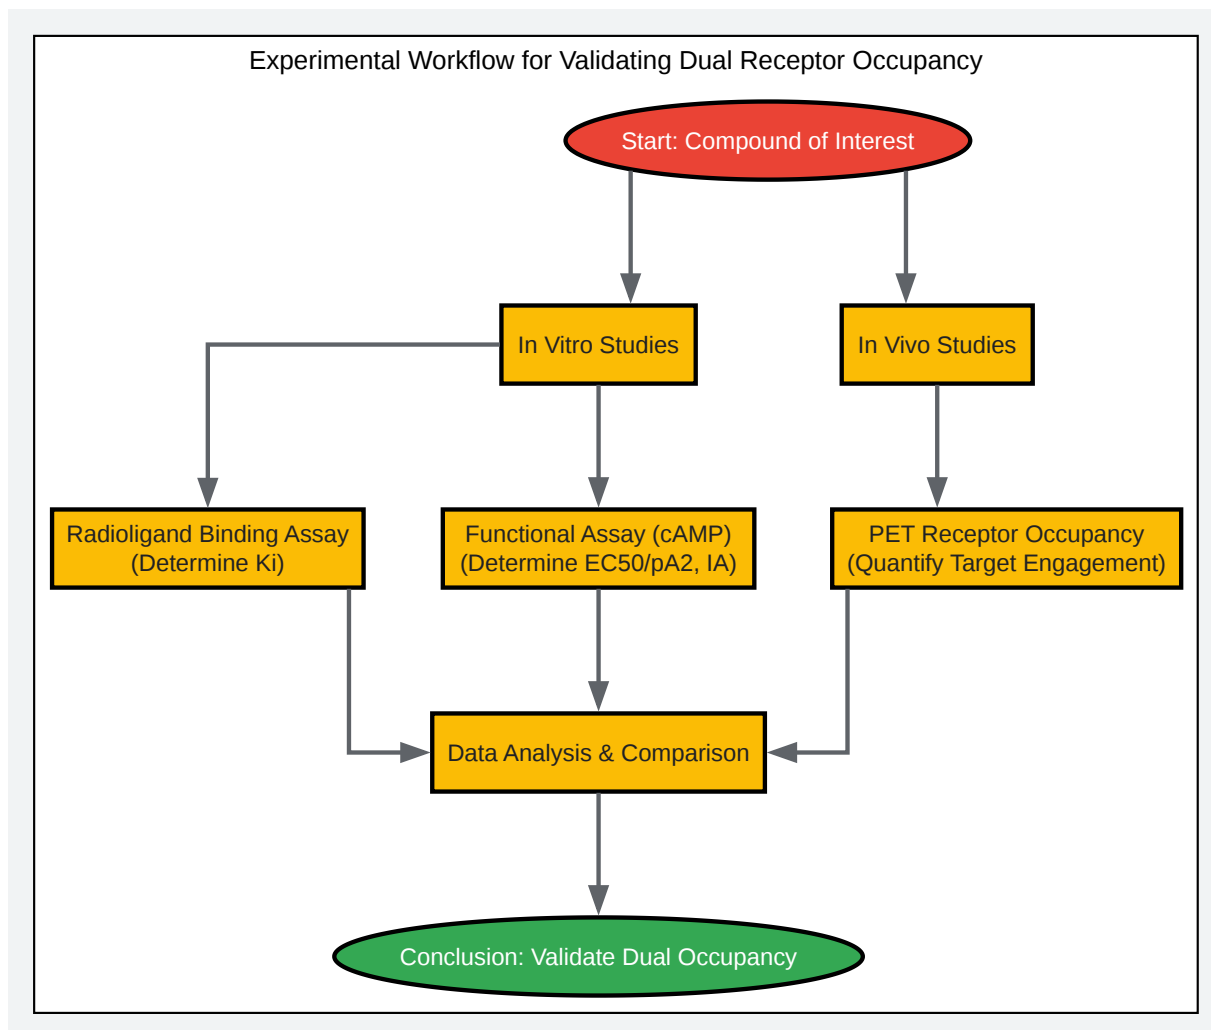 Experimental Workflow for Validating Dual Receptor Occupancy
Start: Compound of Interest
In Vitro Studies
In Vivo Studies
Radioligand Binding Assay
(Determine Ki)
Functional Assay (cAMP)
(Determine EC50/pA2, IA)
PET Receptor Occupancy
(Quantify Target Engagement)
Data Analysis & Comparison
Conclusion: Validate Dual Occupancy